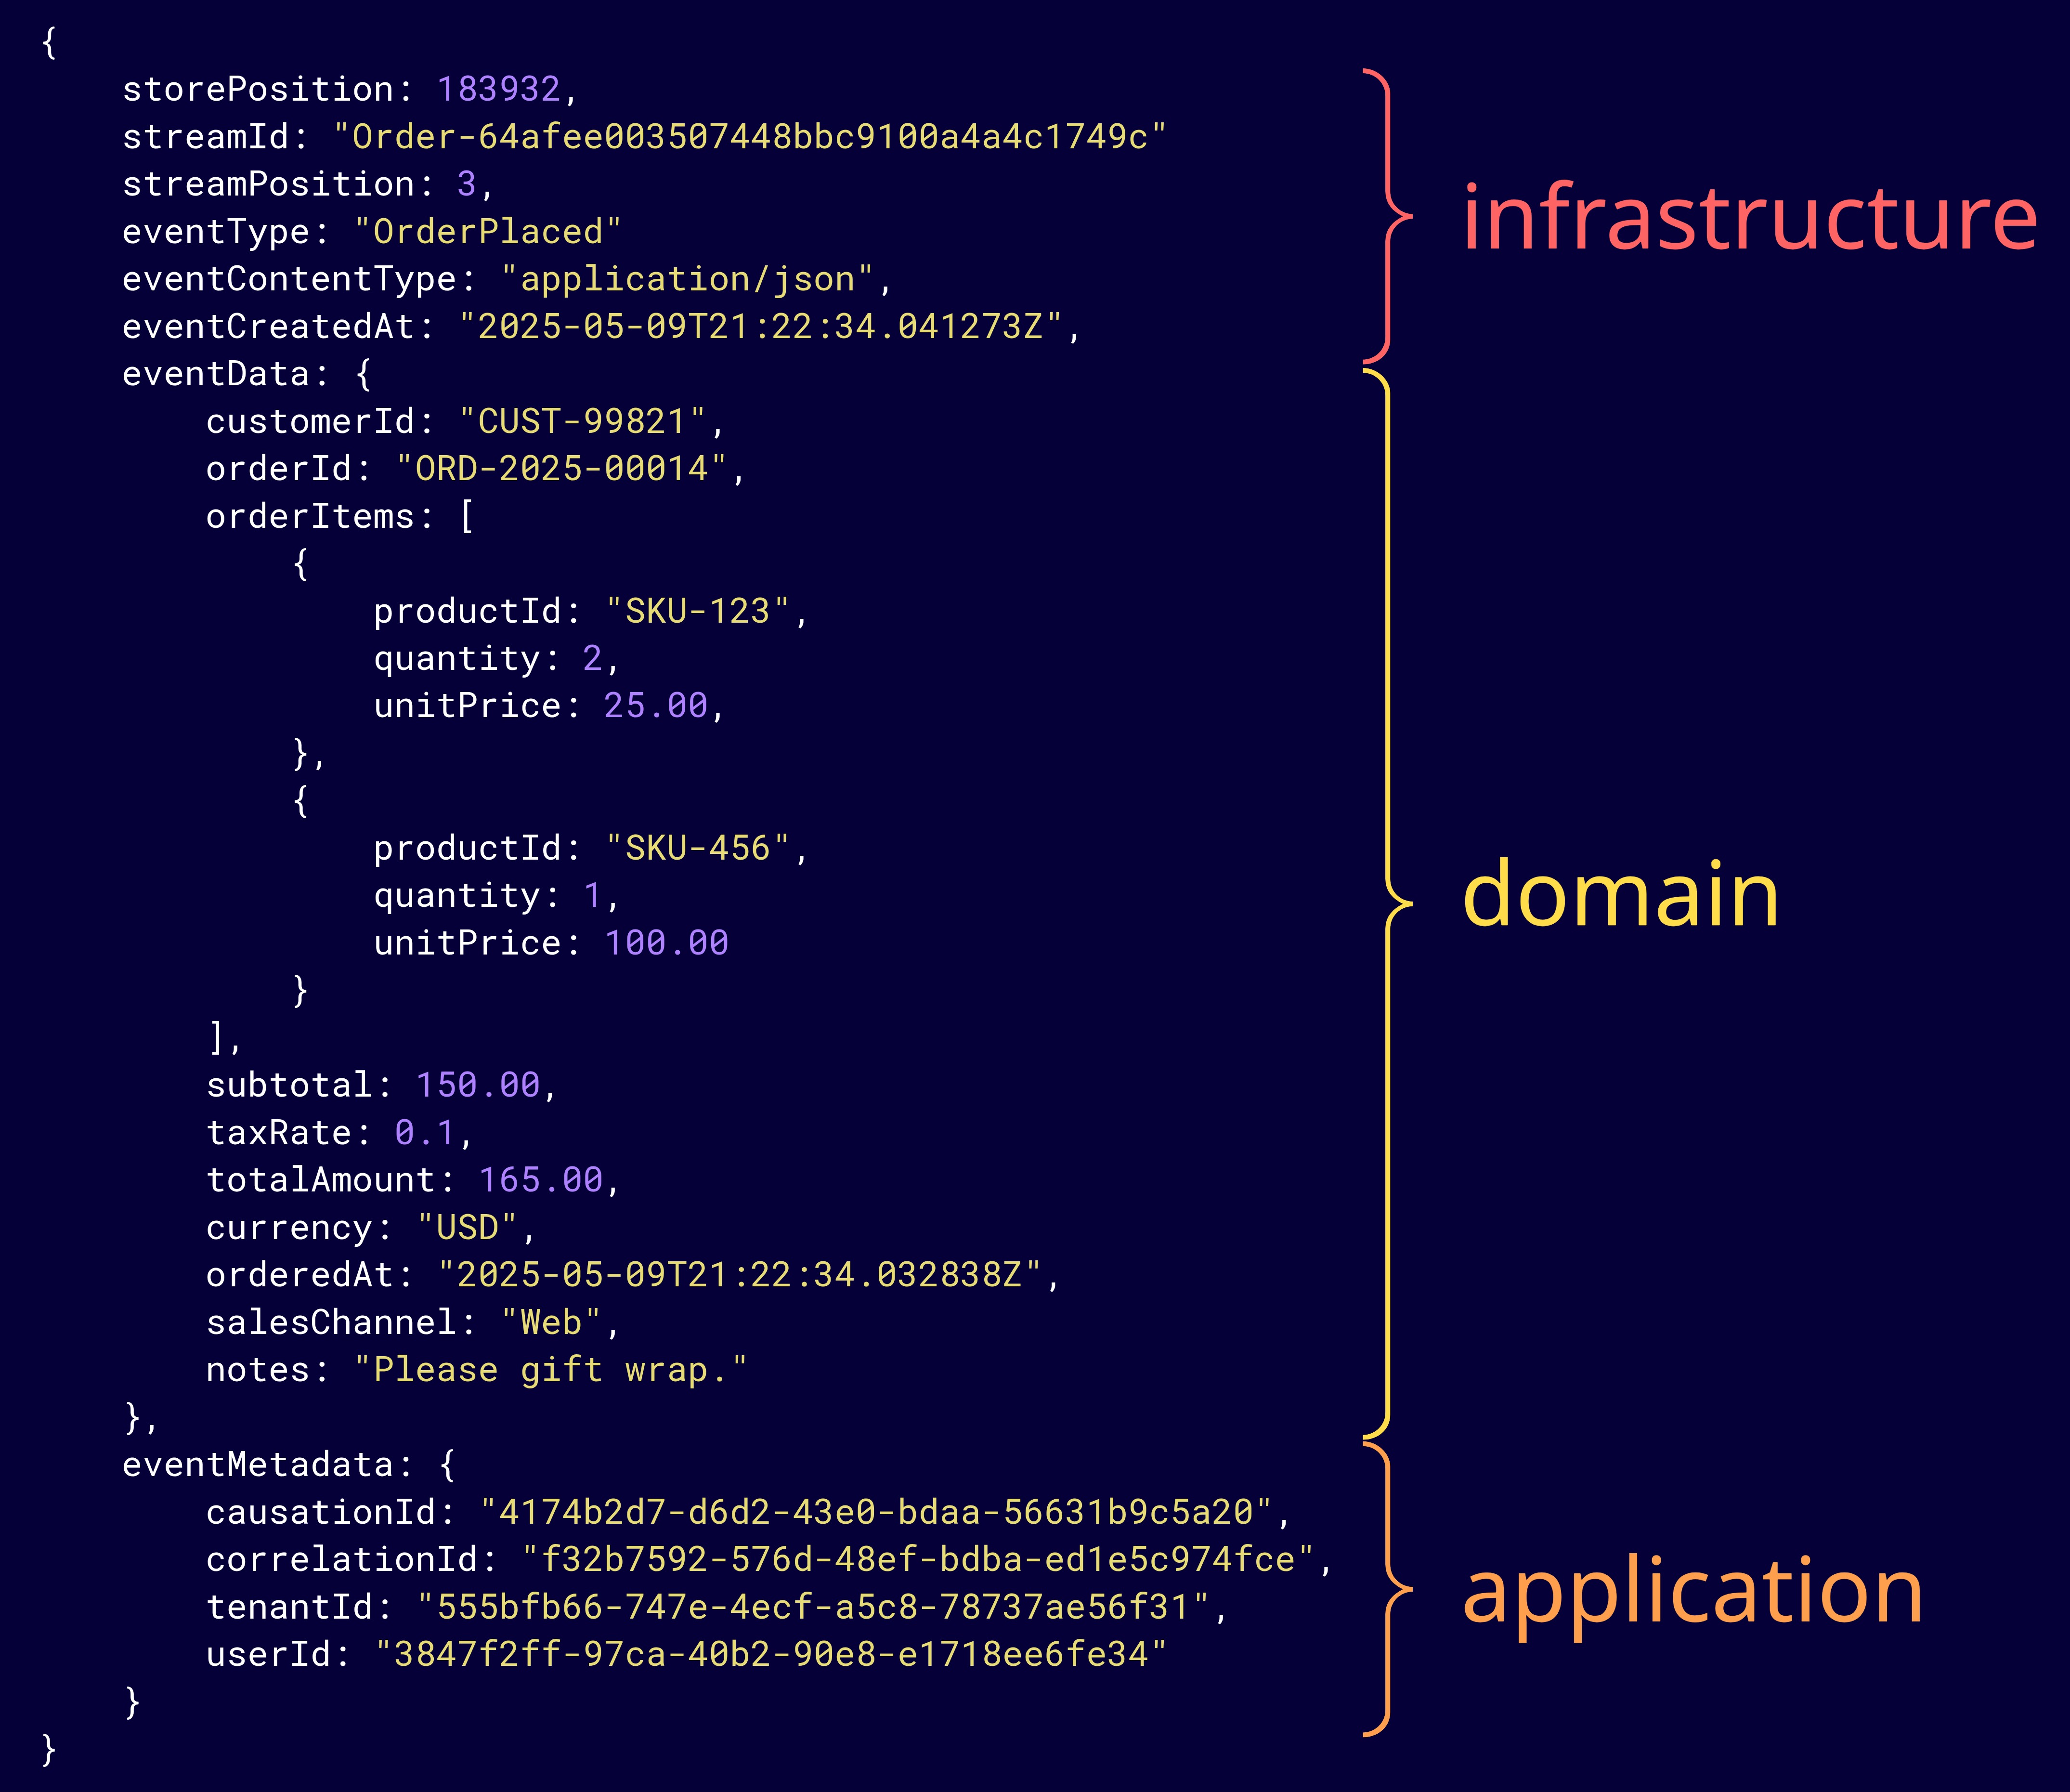 {
storePosition: 183932,
streamId: "Order-64afee003507448bbc9100a4a4c1749c"
streamPosition: 3,
eventType: "OrderPlaced"
eventContentType: "application/json",
eventCreatedAt: "2025-05-09T21:22:34.041273Z",
infrastructure
eventData: {
customerId: "CUST-99821",
orderId: "ORD-2025-00014",
orderItems: [
{
productId: "SKU-123",
quantity: 2,
unitPrice: 25.00,
},
{
productId: "SKU-456",
quantity: 1,
unitPrice: 100.00
}
],
subtotal: 150.00,
taxRate: 0.1,
totalAmount: 165.00,
currency: "USD",
orderedAt: "2025-05-09T21:22:34.032838Z",
salesChannel: "Web",
notes: "Please gift wrap."
},
domain
eventMetadata: {
causationId: "4174b2d7-d6d2-43e0-bdaa-56631b9c5a20",
correlationId: "f32b7592-576d-48ef-bdba-ed1e5c974fce",
tenantId: "555bfb66-747e-4ecf-a5c8-78737ae56f31",
userId: "3847f2ff-97ca-40b2-90e8-e1718ee6fe34"
}
application
}